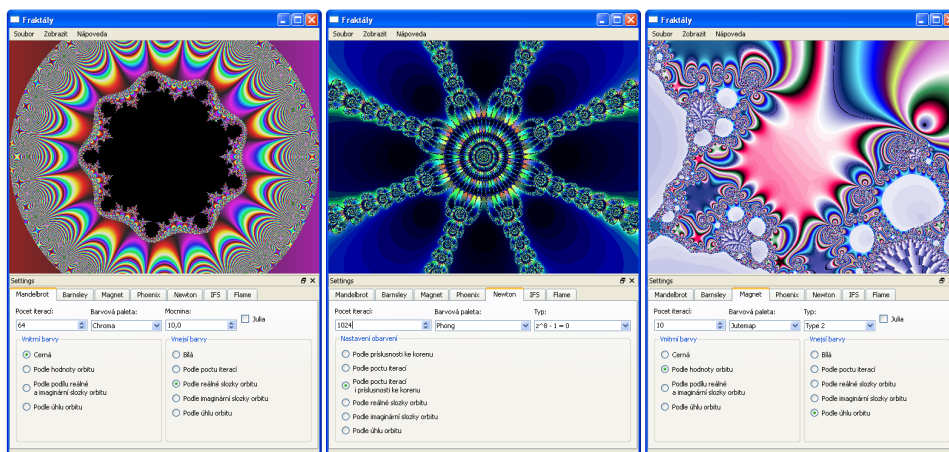 Fraktály
Soubor Zobrazit Nápoveda
Settings
Mandelbrot Barnsley Magnet Phoenix Newton IFS Flame
Pocet iterací: Barvová paleta: Mocnina:
64 Chroma 10,0 Julia
Vnitrní barvy
Cerná
Podle hodnoty orbitu
Podle podílu reálné
a imaginární slozky orbitu
Podle úhlu orbitu
Vnejsí barvy
Bílá
Podle poctu iterací
Podle reálné slozky orbitu
Podle imaginární slozky orbitu
Podle úhlu orbitu
Fraktály
Soubor Zobrazit Nápoveda
Settings
Mandelbrot Barnsley Magnet Phoenix Newton IFS Flame
Pocet iterací: Barvová paleta: Typ:
1024 Phong z^8 - 1 = 0
Nastavení obarvení
Podle príslusnosti ke korenu
Podle poctu iterací
Podle poctu iterací
i príslusnosti ke korenu
Podle reálné slozky orbitu
Podle imaginární slozky orbitu
Podle úhlu orbitu
Fraktály
Soubor Zobrazit Nápoveda
Settings
Mandelbrot Barnsley Magnet Phoenix Newton IFS Flame
Pocet iterací: Barvová paleta: Typ:
10 Jutemap Type 2 Julia
Vnitrní barvy
Cerná
Podle hodnoty orbitu
Podle podílu reálné
a imaginární slozky orbitu
Podle úhlu orbitu
Vnejsí barvy
Bílá
Podle poctu iterací
Podle reálné slozky orbitu
Podle imaginární slozky orbitu
Podle úhlu orbitu